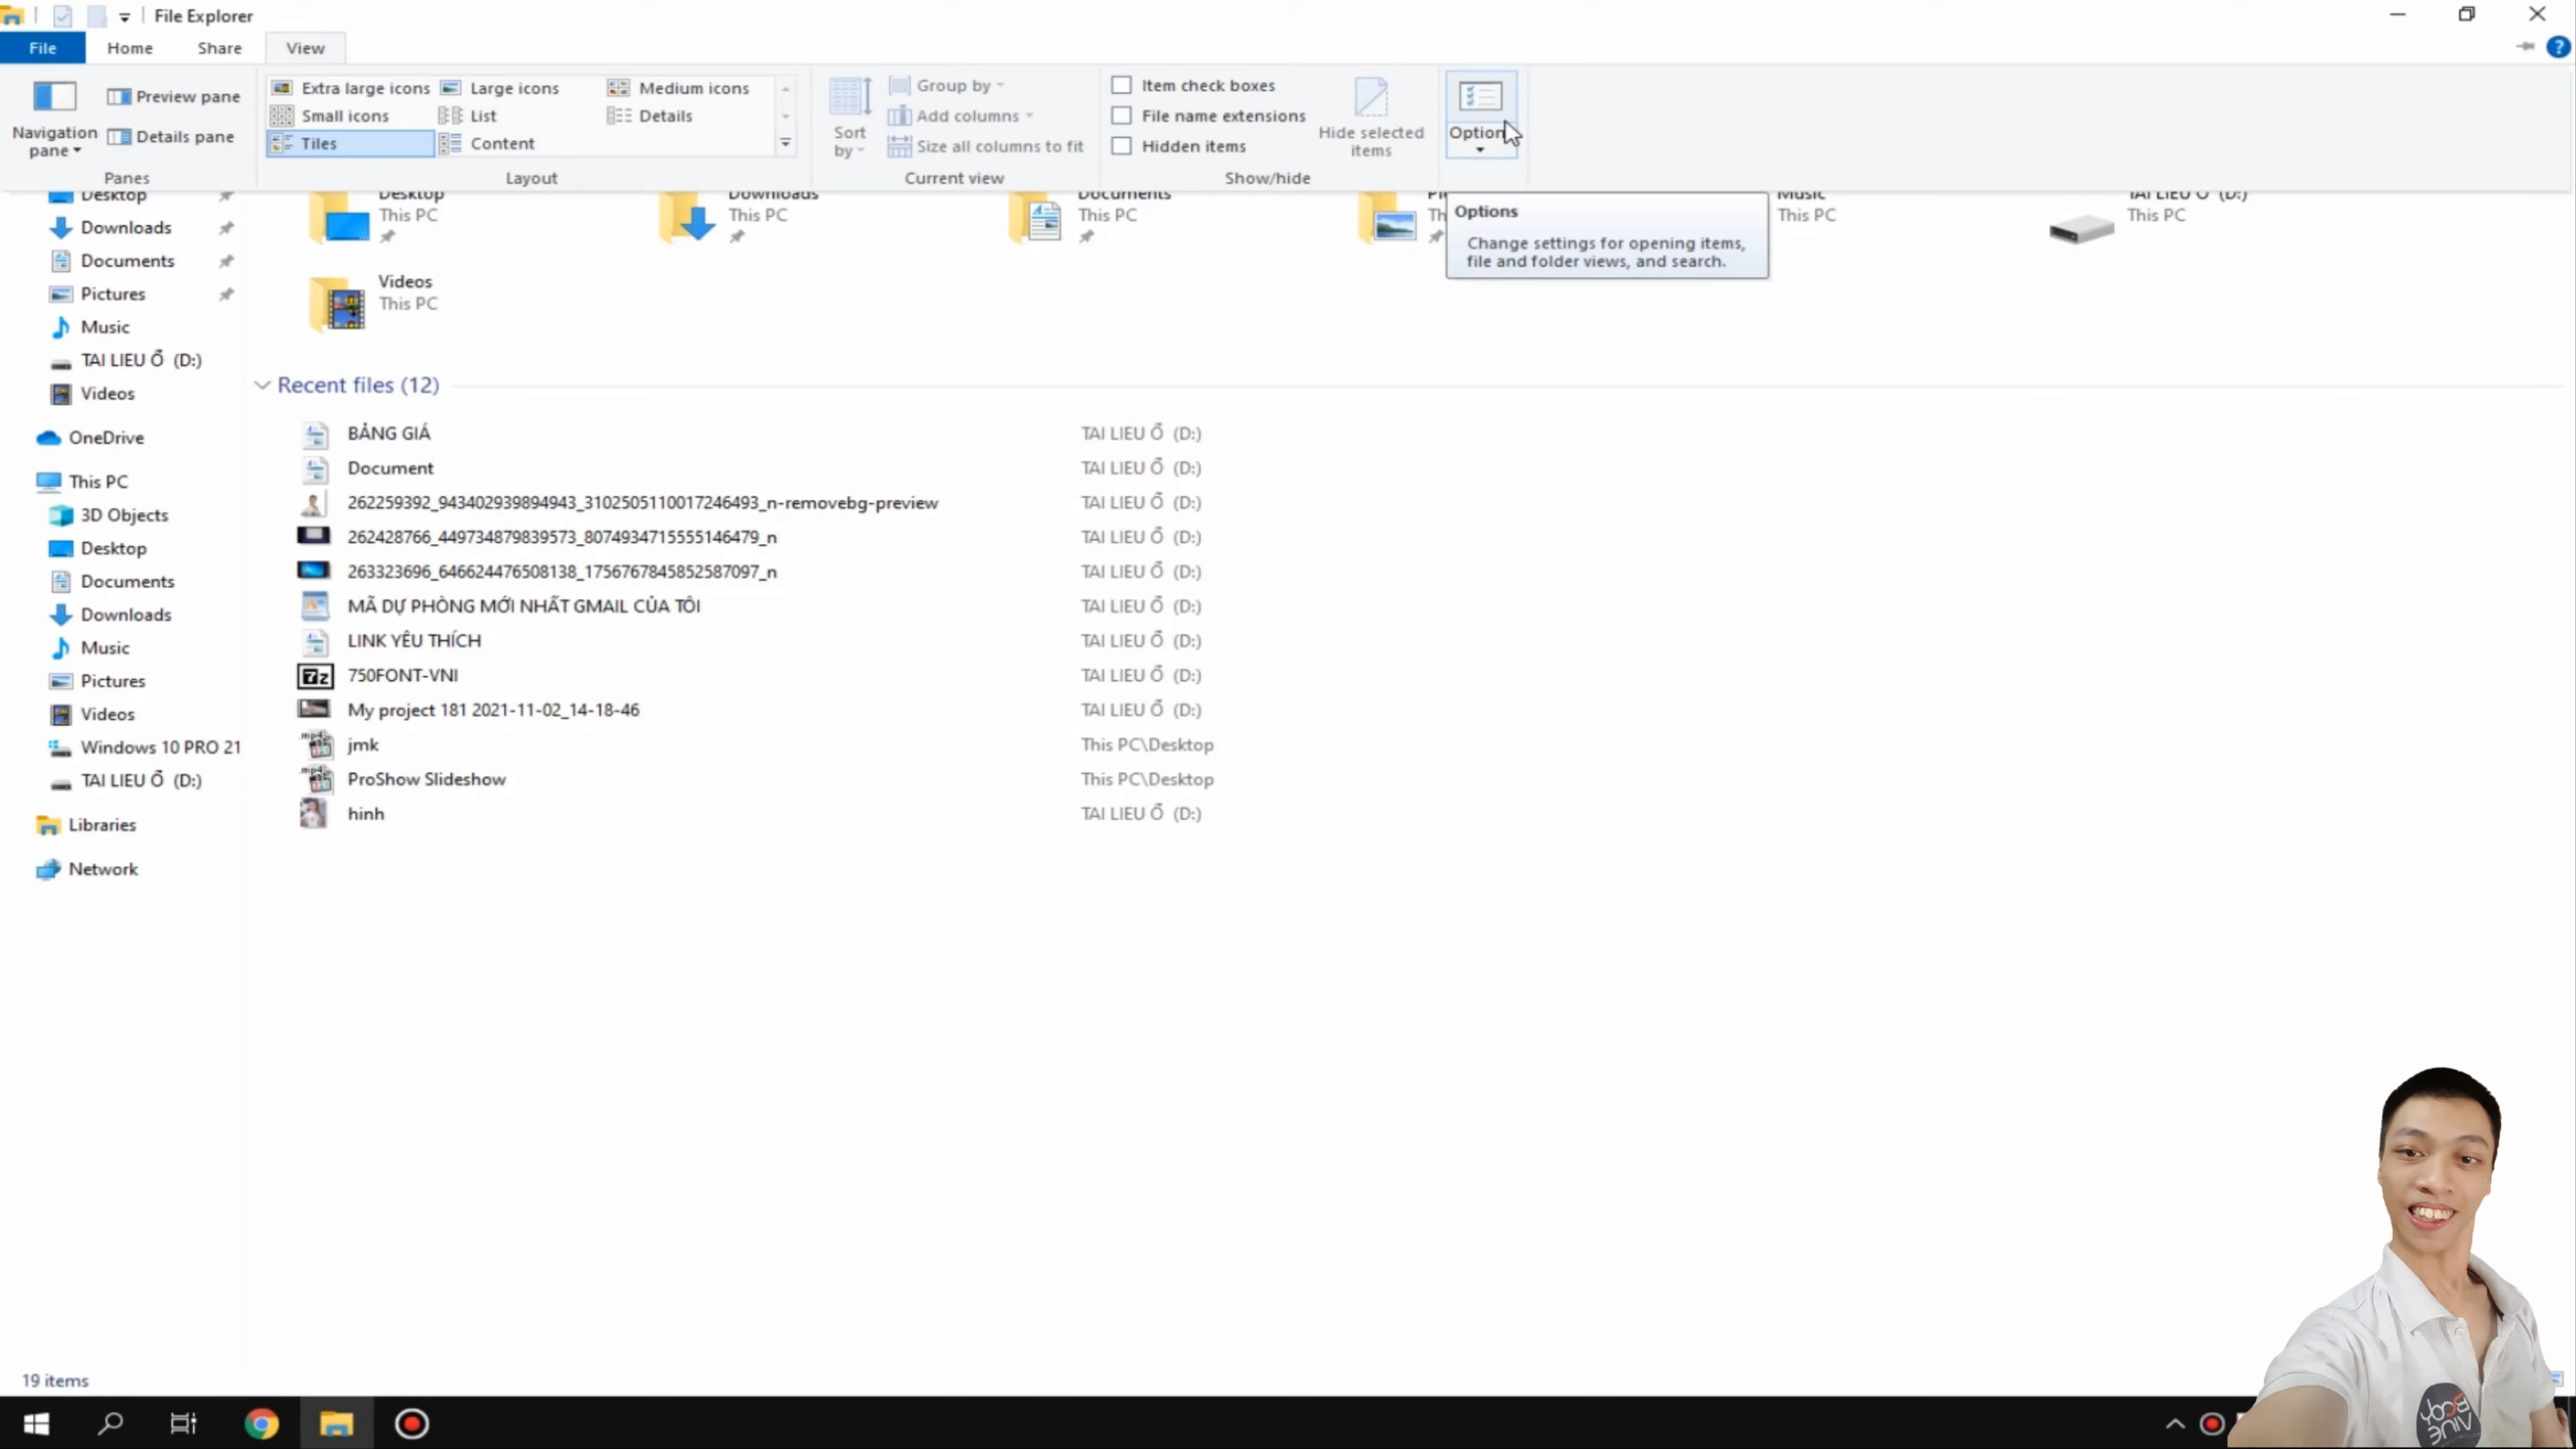 File Explorer
File Home Share View
Navigation pane
Preview pane
Details pane
Panes
Extra large icons Large icons Medium icons
Small icons List Details
Tiles Content
Layout
Sort by
Group by
Add columns
Size all columns to fit
Current view
Item check boxes
File name extensions
Hidden items
Show/hide
Hide selected items
Option
Options
Change settings for opening items,
file and folder views, and search.
Desktop
Downloads
Documents
Pictures
Music
TAI LIEU Ổ (D:)
Videos
OneDrive
This PC
3D Objects
Desktop
Documents
Downloads
Music
Pictures
Videos
Windows 10 PRO 21
TAI LIEU Ổ (D:)
Libraries
Network
Desktop
This PC
Downloads
This PC
Documents
This PC
Music
This PC
TAI LIEU Ổ (D:)
This PC
Videos
This PC
Recent files (12)
BẢNG GIÁ TAI LIEU Ổ (D:)
Document TAI LIEU Ổ (D:)
262259392_943402939894943_3102505110017246493_n-removebg-preview TAI LIEU Ổ (D:)
262428766_449734879839573_8074934715555146479_n TAI LIEU Ổ (D:)
263323696_646624476508138_1756767845852587097_n TAI LIEU Ổ (D:)
MÃ DỰ PHÒNG MỚI NHẤT GMAIL CỦA TÔI TAI LIEU Ổ (D:)
LINK YÊU THÍCH TAI LIEU Ổ (D:)
750FONT-VNI TAI LIEU Ổ (D:)
My project 181 2021-11-02_14-18-46 TAI LIEU Ổ (D:)
jmk This PC\Desktop
ProShow Slideshow This PC\Desktop
hinh TAI LIEU Ổ (D:)
19 items